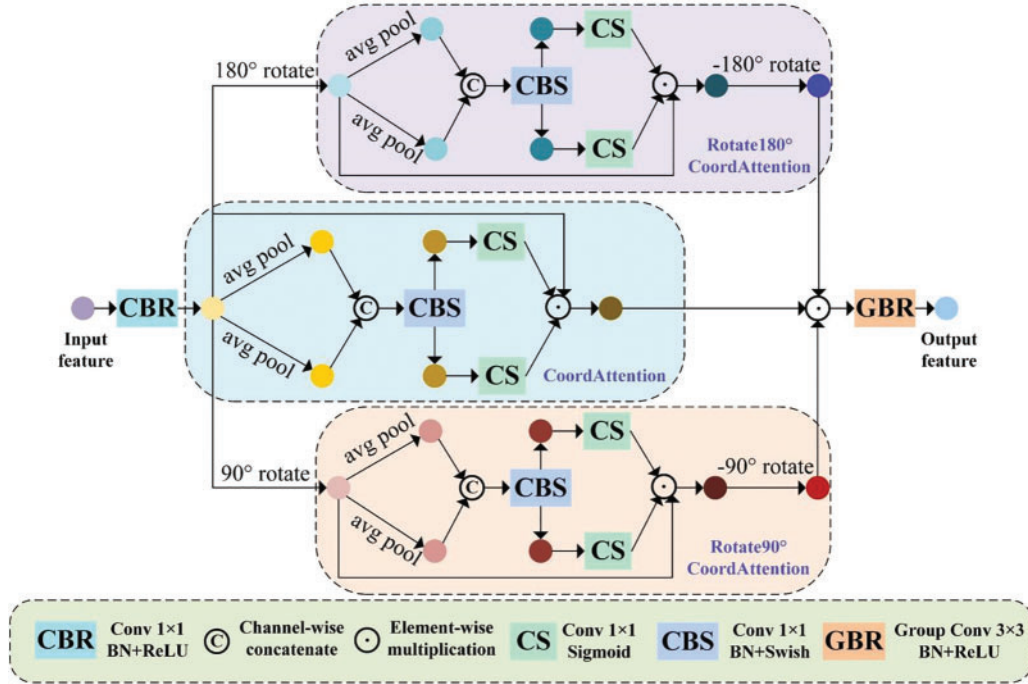 180° rotate
avg pool
avg pool
C
CBS
CS
CS
-180° rotate
Rotate180°
CoordAttention
Input
feature
CBR
avg pool
avg pool
C
CBS
CS
CS
CoordAttention
GBR
Output
feature
90° rotate
avg pool
avg pool
C
CBS
CS
CS
-90° rotate
Rotate90°
CoordAttention
CBR
Conv 1×1
BN+ReLU
C
Channel-wise
concatenate
Element-wise
multiplication
CS
Conv 1×1
Sigmoid
CBS
Conv 1×1
BN+Swish
GBR
Group Conv 3×3
BN+ReLU